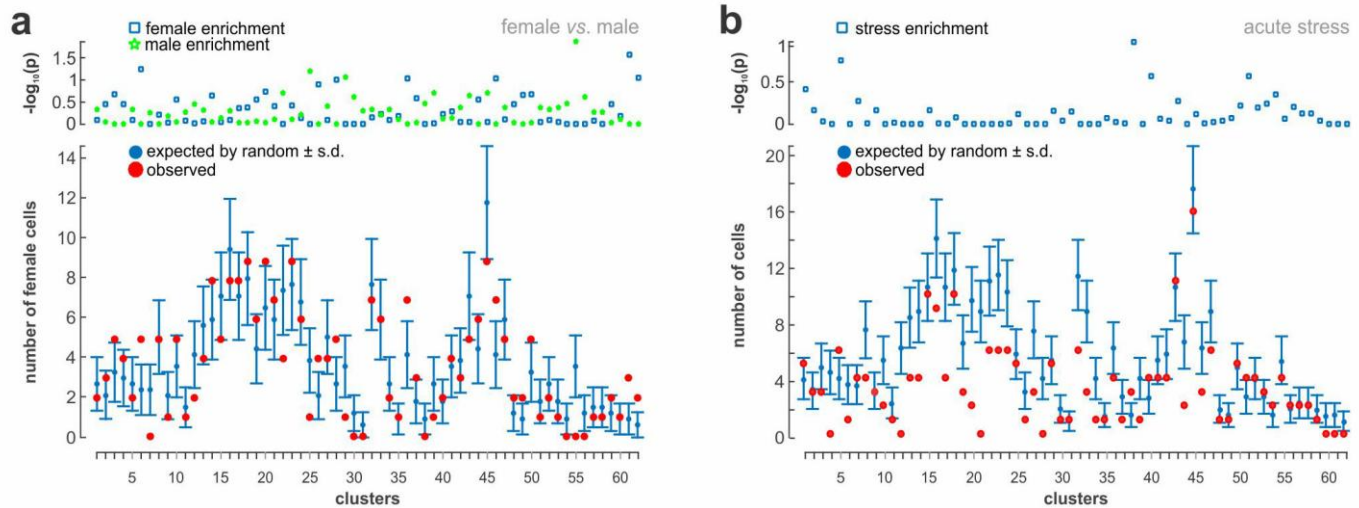 a
female vs. male
female enrichment
male enrichment
-log₁₀(p)
1.5
1
0.5
0
expected by random ± s.d.
observed
number of female cells
14
12
10
8
6
4
2
0
5 10 15 20 25 30 35 40 45 50 55 60
clusters
b
acute stress
stress enrichment
-log₁₀(p)
1
0.5
0
expected by random ± s.d.
observed
number of cells
20
16
12
8
4
0
5 10 15 20 25 30 35 40 45 50 55 60
clusters